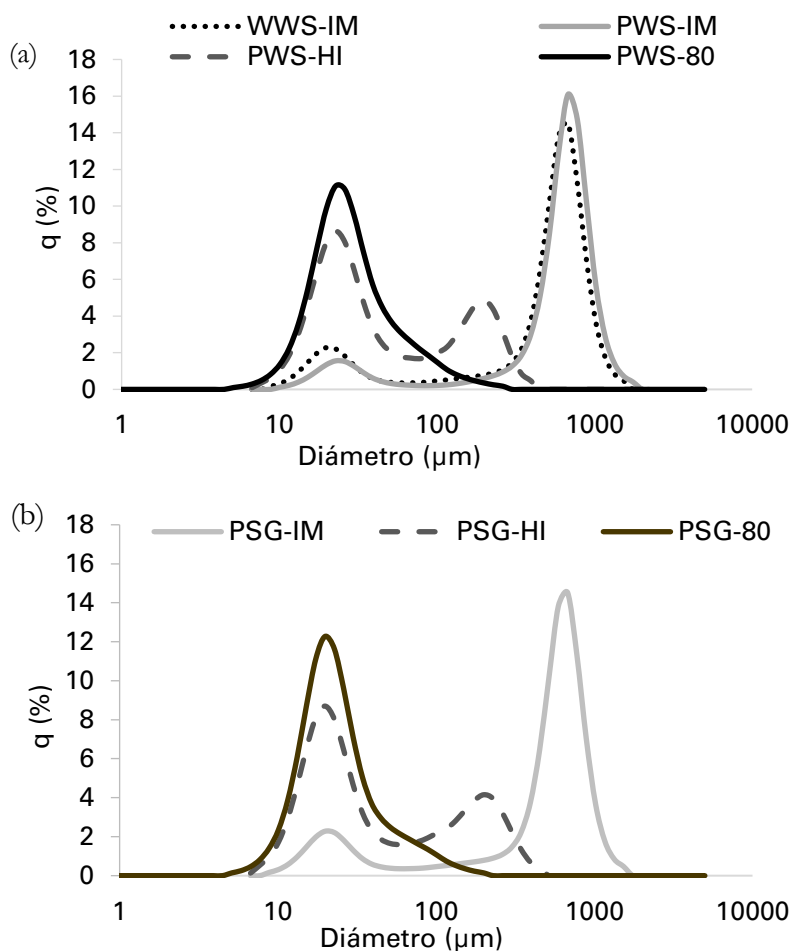 (a)
WWS-IM PWS-IM
PWS-HI PWS-80
18
16
14
12
10
8
6
4
2
0
q (%)
1 10 100 1000 10000
Diámetro (µm)
(b)
PSG-IM PSG-HI PSG-80
18
16
14
12
10
8
6
4
2
0
q (%)
1 10 100 1000 10000
Diámetro (µm)